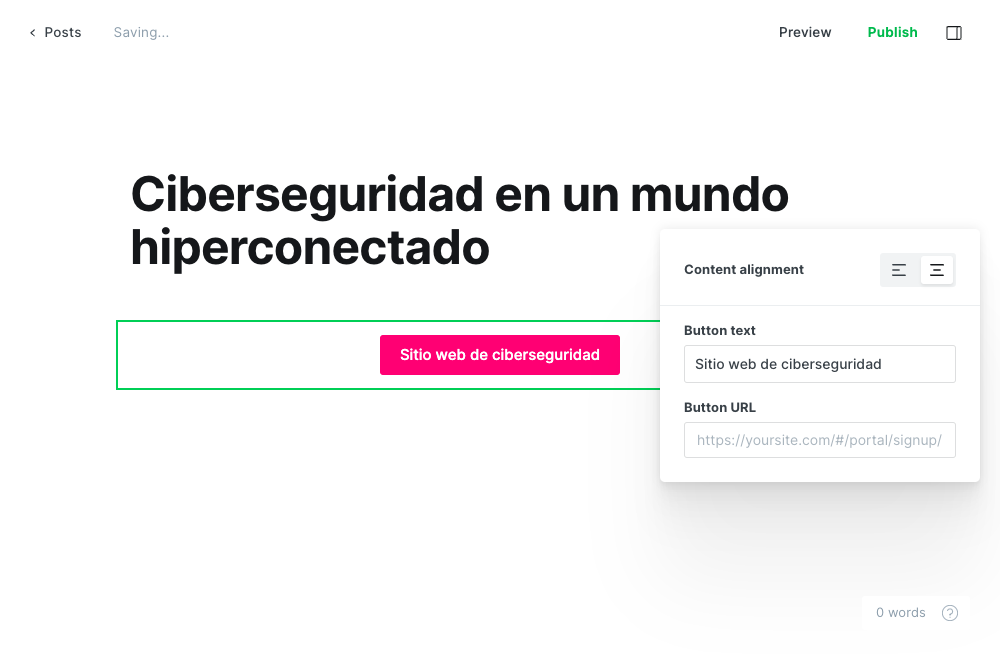 Posts
Saving...
Preview
Publish
Ciberseguridad en un mundo
hiperconectado
Sitio web de ciberseguridad
Content alignment
Button text
Sitio web de ciberseguridad
Button URL
https://yoursite.com/#/portal/signup/
0 words
?